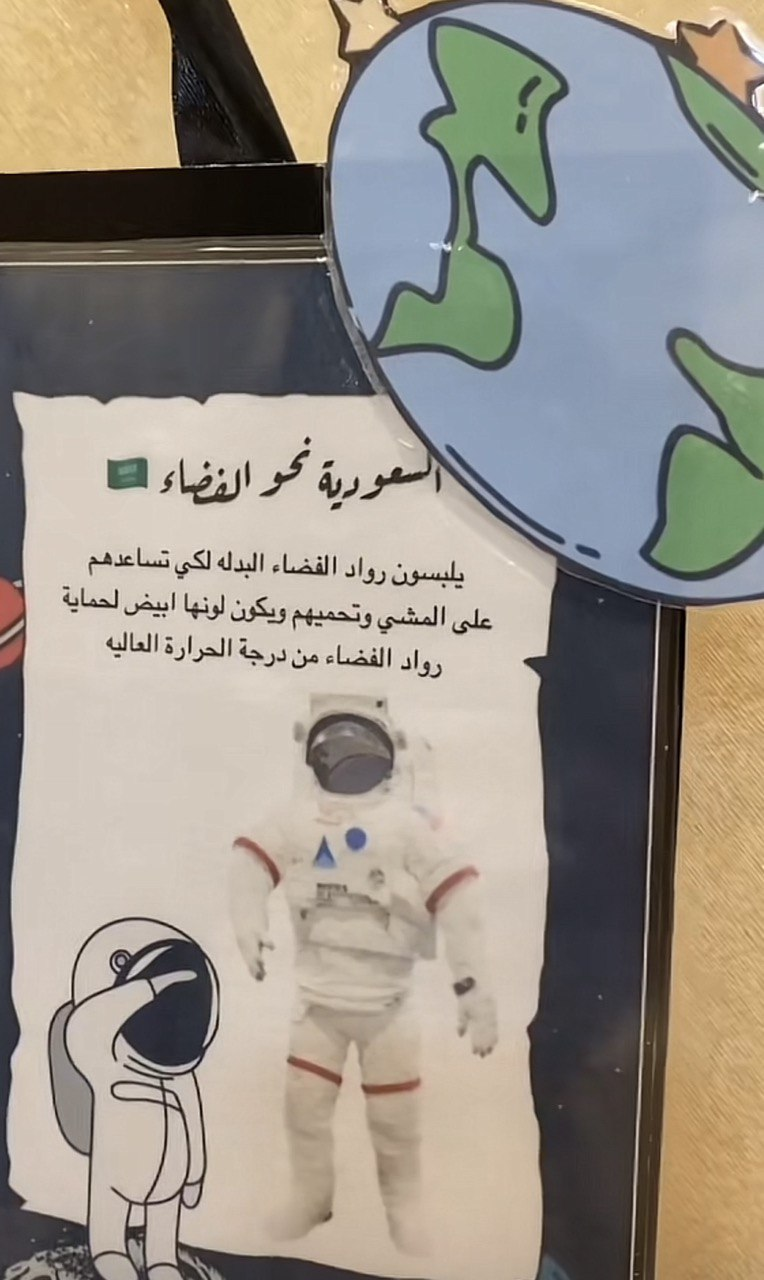 السعودية نحو الفضاء 🇸🇦
يلبسون رواد الفضاء البدله لكي تساعدهم
على المشي وتحميهم ويكون لونها ابيض لحماية
رواد الفضاء من درجة الحرارة العاليه